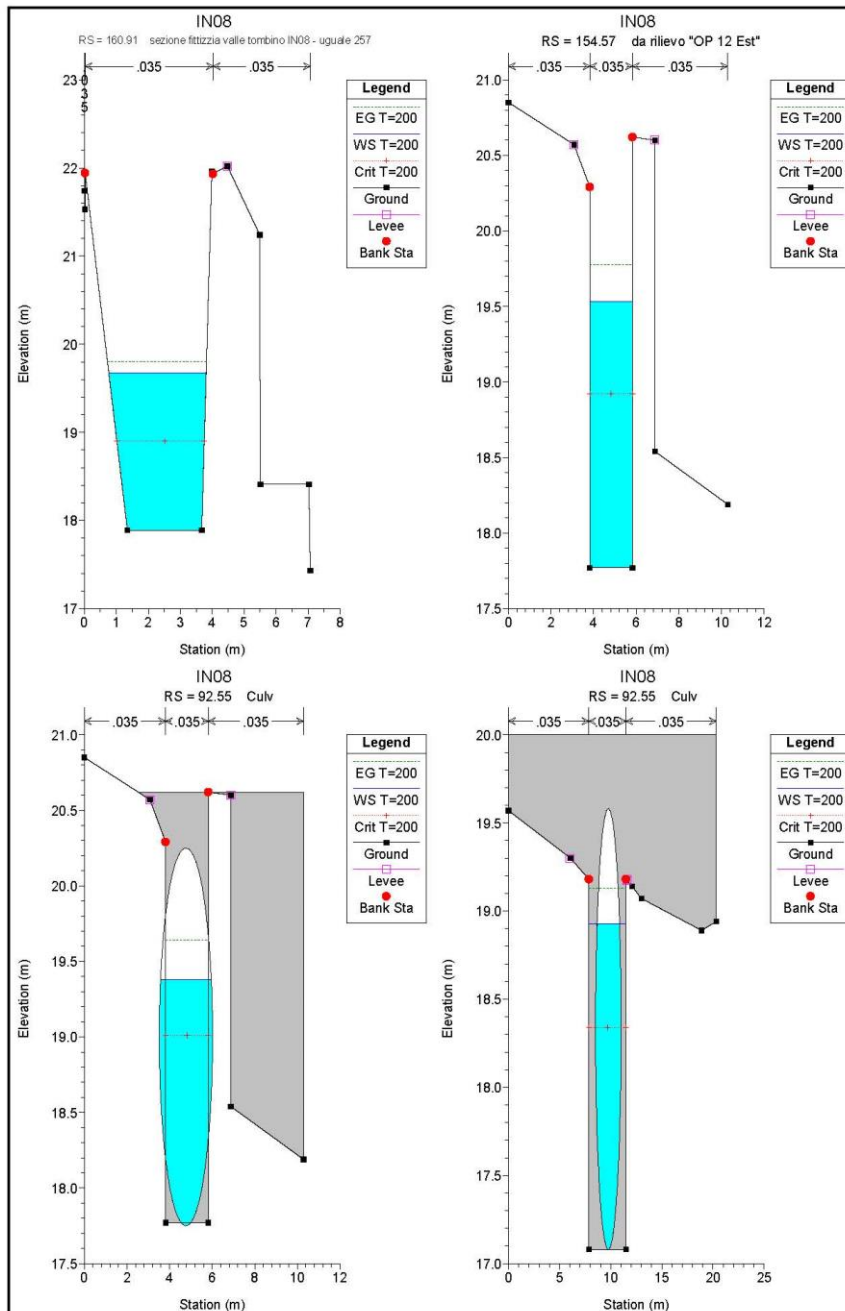 IN08
RS = 160.91 sezione fittizzia valle tombino IN08 - uguale 257
.035
.035
.035
Legend
EG T=200
WS T=200
Crit T=200
Ground
Levee
Bank Sta
Elevation (m)
23.0
22
21
20
19
18
17
0
1
2
3
4
5
6
7
8
Station (m)
IN08
RS = 154.57 da rilievo "OP 12 Est"
.035
.035
.035
Legend
EG T=200
WS T=200
Crit T=200
Ground
Levee
Bank Sta
Elevation (m)
21.0
20.5
20.0
19.5
19.0
18.5
18.0
17.5
0
2
4
6
8
10
12
Station (m)
IN08
RS = 92.55 Culv
.035
.035
.035
Legend
EG T=200
WS T=200
Crit T=200
Ground
Levee
Bank Sta
Elevation (m)
21.0
20.5
20.0
19.5
19.0
18.5
18.0
17.5
0
2
4
6
8
10
12
Station (m)
IN08
RS = 92.55 Culv
.035
.035
.035
Legend
EG T=200
WS T=200
Crit T=200
Ground
Levee
Bank Sta
Elevation (m)
20.0
19.5
19.0
18.5
18.0
17.5
17.0
0
5
10
15
20
25
Station (m)